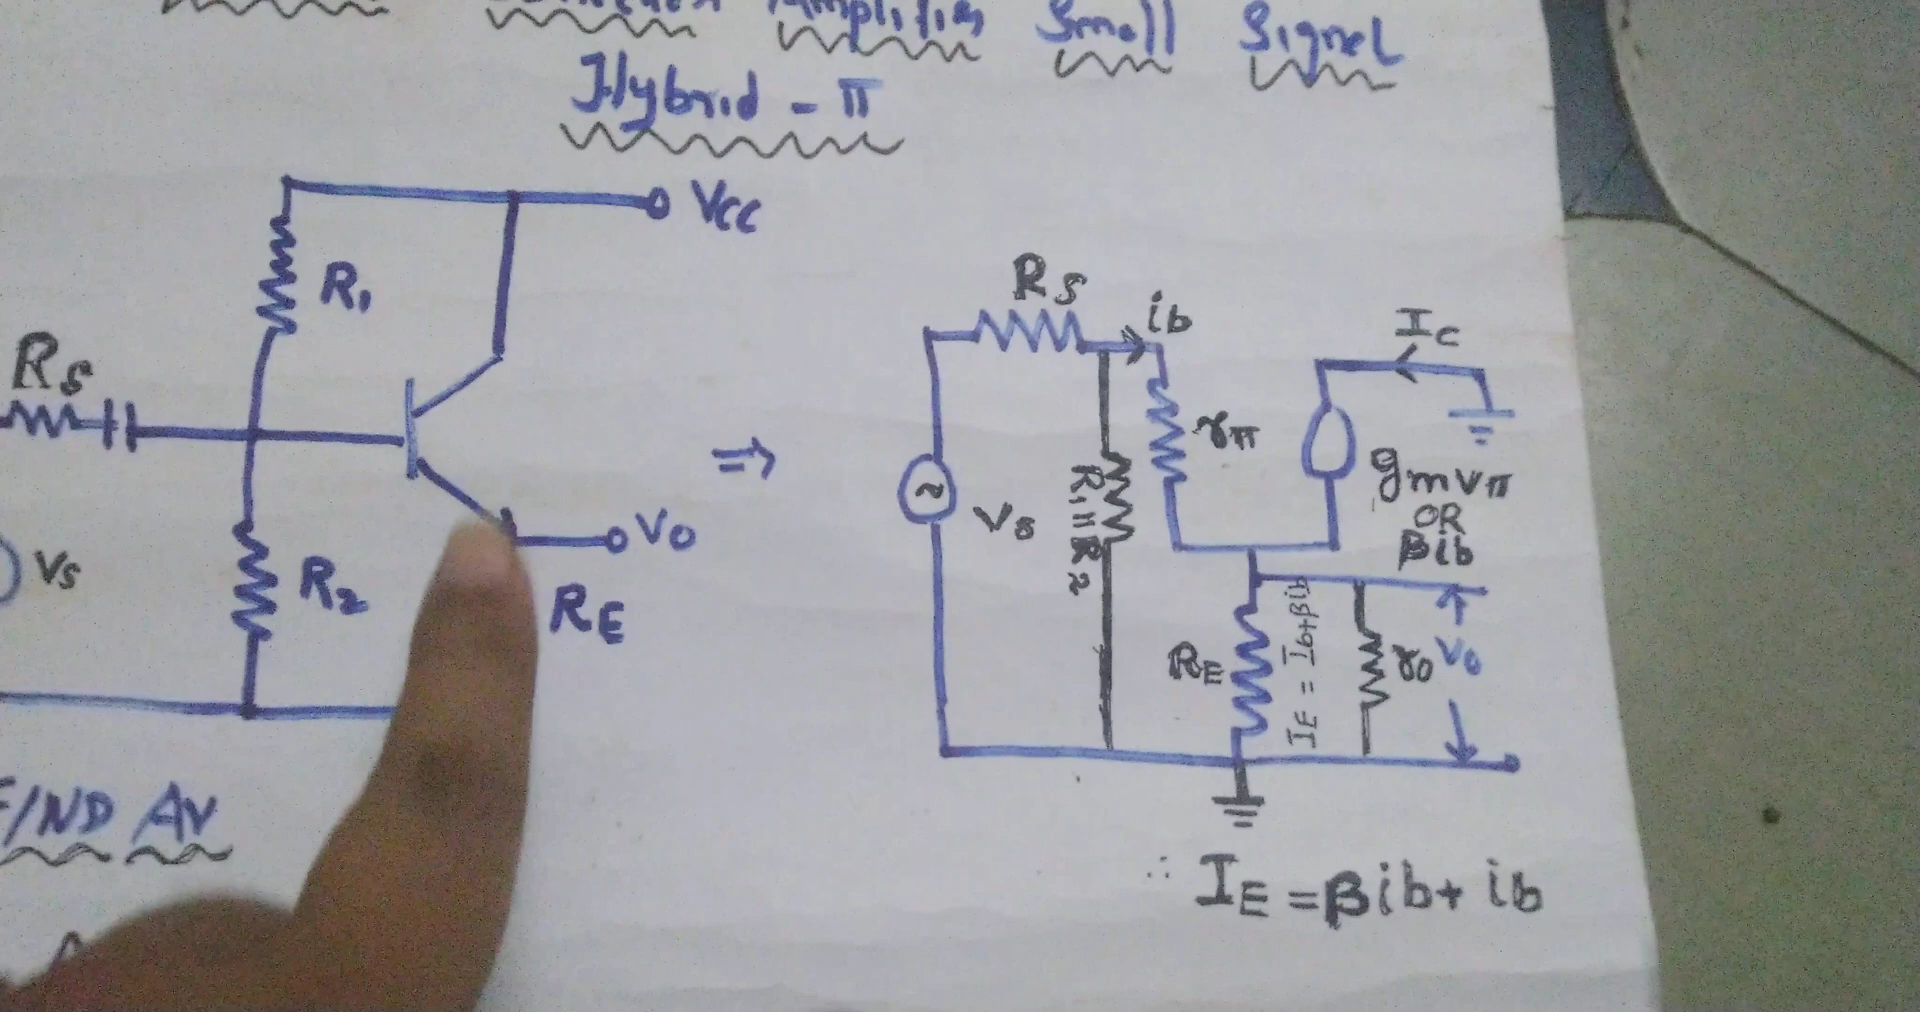 Amplifier Small Signal
Hybrid - π
VCC
R1
RS
VO
R2
VS
RE
F/ND AV
⇒
RS
ib
IC
rπ
gmvπ
OR
βib
~
VS
R1||R2
RE
IE = Ib+βib
ro
Vo
∴ IE = βib + ib